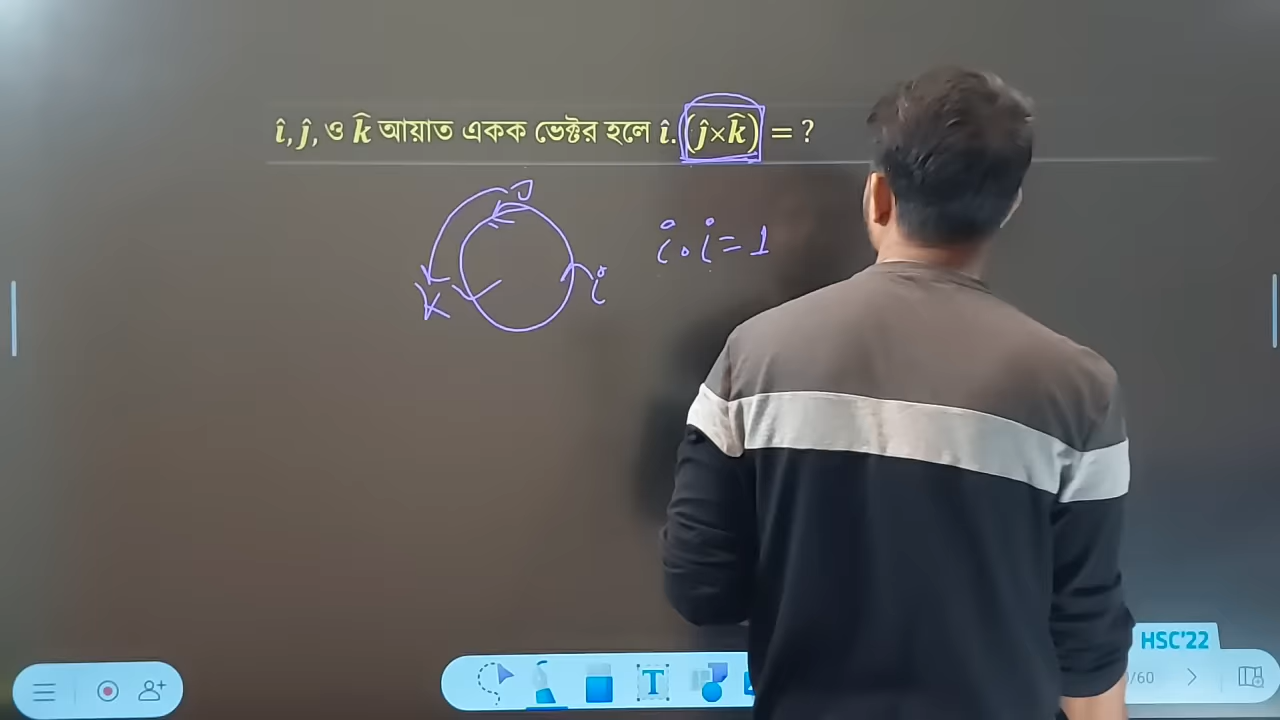 î, ĵ, ও k̂ আয়াত একক ভেক্টর হলে î. (ĵ×k̂) = ?
J
i . i = 1
K
i
HSC'22
/60
T